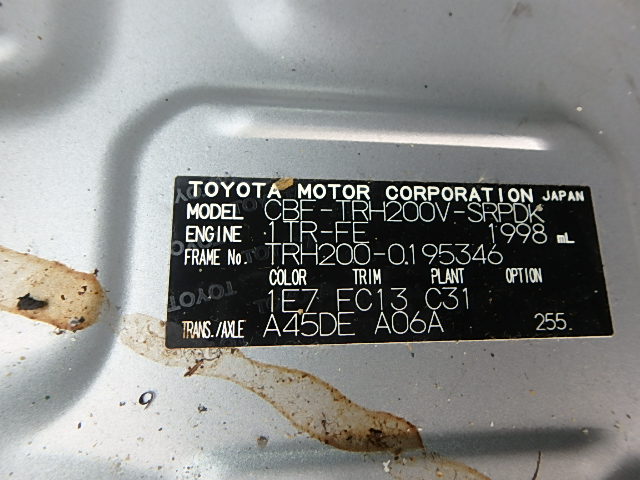 TOYOTA MOTOR CORPORATION JAPAN
MODEL CBF-TRH200V-SRPDK
ENGINE 1TR-FE 1998 mL
FRAME No. TRH200-0195346
COLOR TRIM PLANT OPTION
1E7 FC13 C31
TRANS./AXLE A45DE A06A 255